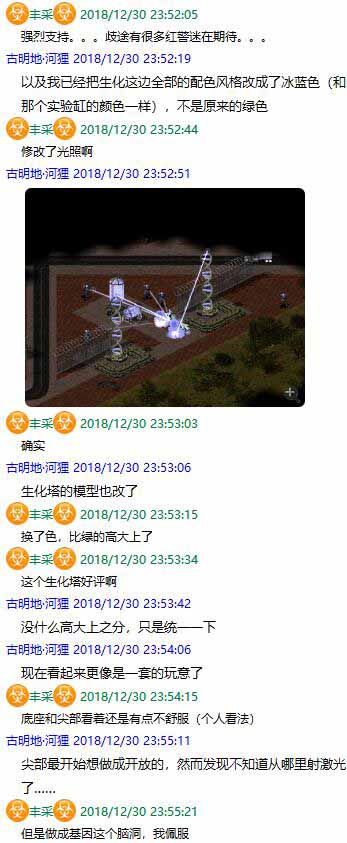 丰采 2018/12/30 23:52:05
强烈支持。。。歧途有很多红警迷在期待。。。
古明地·河狸 2018/12/30 23:52:19
以及我已经把生化这边全部的配色风格改成了冰蓝色（和
那个实验缸的颜色一样），不是原来的绿色
丰采 2018/12/30 23:52:44
修改了光照啊
古明地·河狸 2018/12/30 23:52:51
丰采 2018/12/30 23:53:03
确实
古明地·河狸 2018/12/30 23:53:06
生化塔的模型也改了
丰采 2018/12/30 23:53:15
换了色，比绿的高大上了
丰采 2018/12/30 23:53:34
这个生化塔好评啊
古明地·河狸 2018/12/30 23:53:42
没什么高大上之分，只是统一一下
古明地·河狸 2018/12/30 23:54:06
现在看起来更像是一套的玩意了
丰采 2018/12/30 23:54:15
底座和尖部看着还是有点不舒服（个人看法）
古明地·河狸 2018/12/30 23:55:11
尖部最开始想做成开放的，然而发现不知道从哪里射激光
了......
丰采 2018/12/30 23:55:21
但是做成基因这个脑洞，我佩服